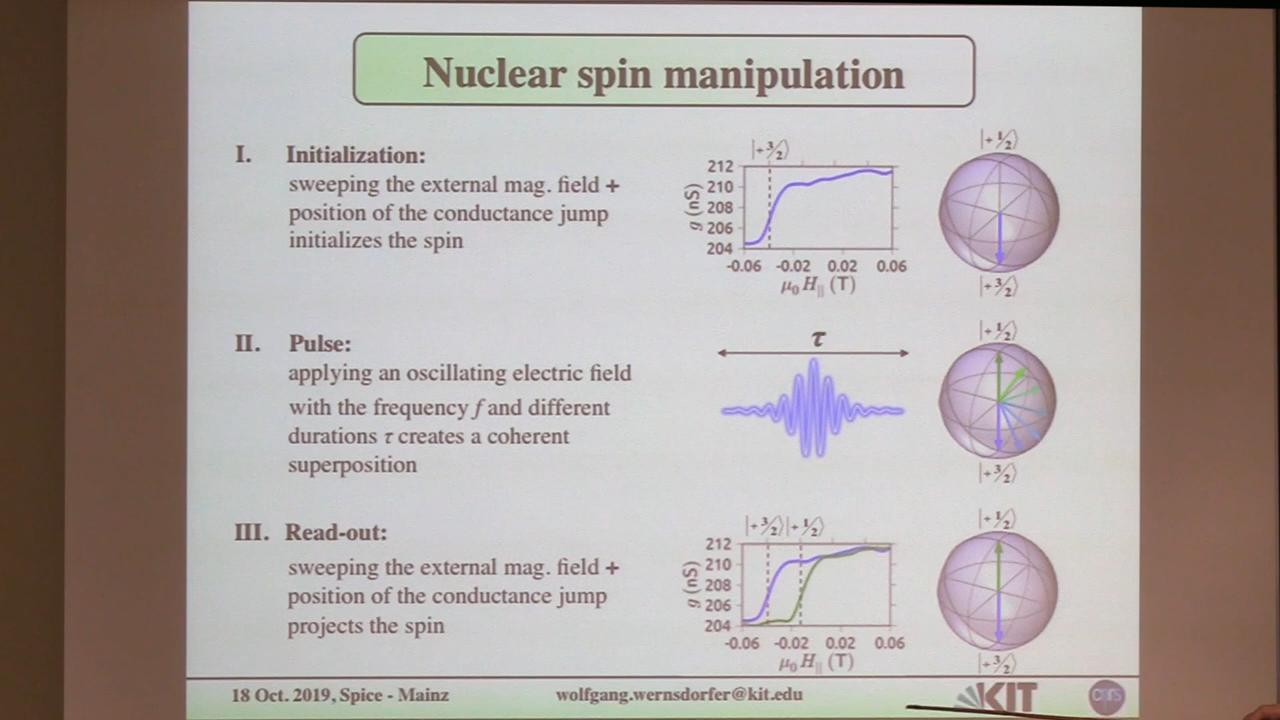 Nuclear spin manipulation
I. Initialization:
sweeping the external mag. field +
position of the conductance jump
initializes the spin
|+3/2⟩
212
210
208
206
204
g (nS)
-0.06 -0.02 0.02 0.06
μ₀H∥ (T)
|+½⟩
|+3/2⟩
II. Pulse:
applying an oscillating electric field
with the frequency f and different
durations τ creates a coherent
superposition
τ
|+½⟩
|+3/2⟩
III. Read-out:
sweeping the external mag. field +
position of the conductance jump
projects the spin
|+3/2⟩|+½⟩
212
210
208
206
204
g (nS)
-0.06 -0.02 0.02 0.06
μ₀H∥ (T)
|+½⟩
|+3/2⟩
18 Oct. 2019, Spice - Mainz wolfgang.wernsdorfer@kit.edu KIT cnrs